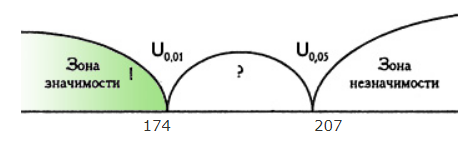 Зона
значимости !
U0,01
?
U0,05
Зона
незначимости
174
207